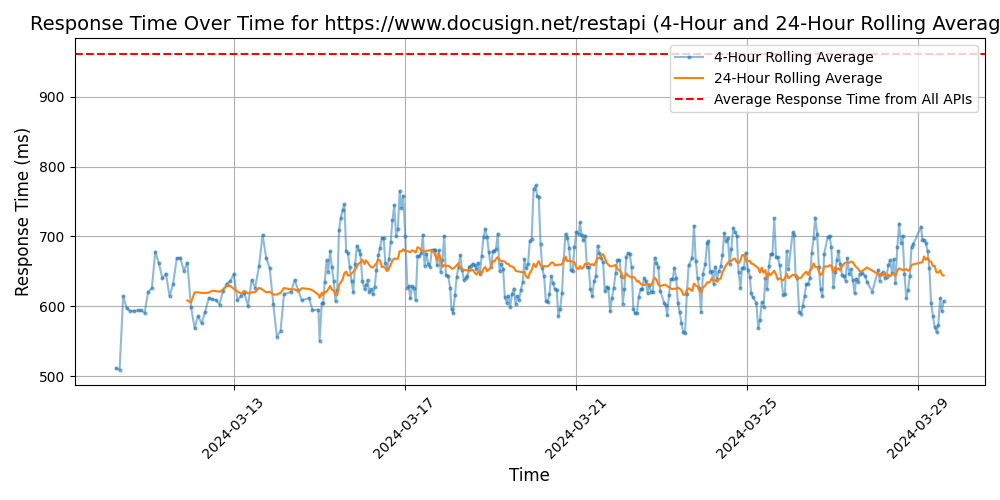 Response Time Over Time for https://www.docusign.net/restapi (4-Hour and 24-Hour Rolling Averag
4-Hour Rolling Average
24-Hour Rolling Average
Average Response Time from All APIs
Response Time (ms)
900
800
700
600
500
2024-03-13
2024-03-17
2024-03-21
2024-03-25
2024-03-29
Time